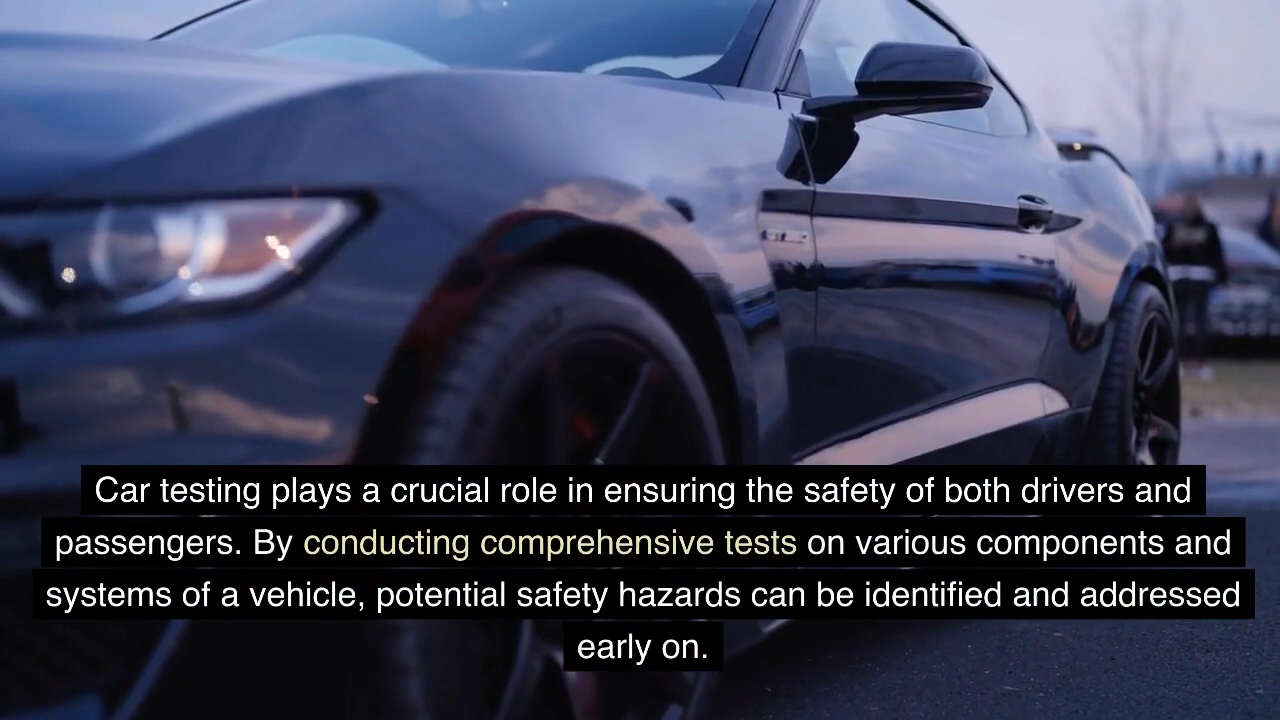 Car testing plays a crucial role in ensuring the safety of both drivers and
passengers. By conducting comprehensive tests on various components and
systems of a vehicle, potential safety hazards can be identified and addressed
early on.